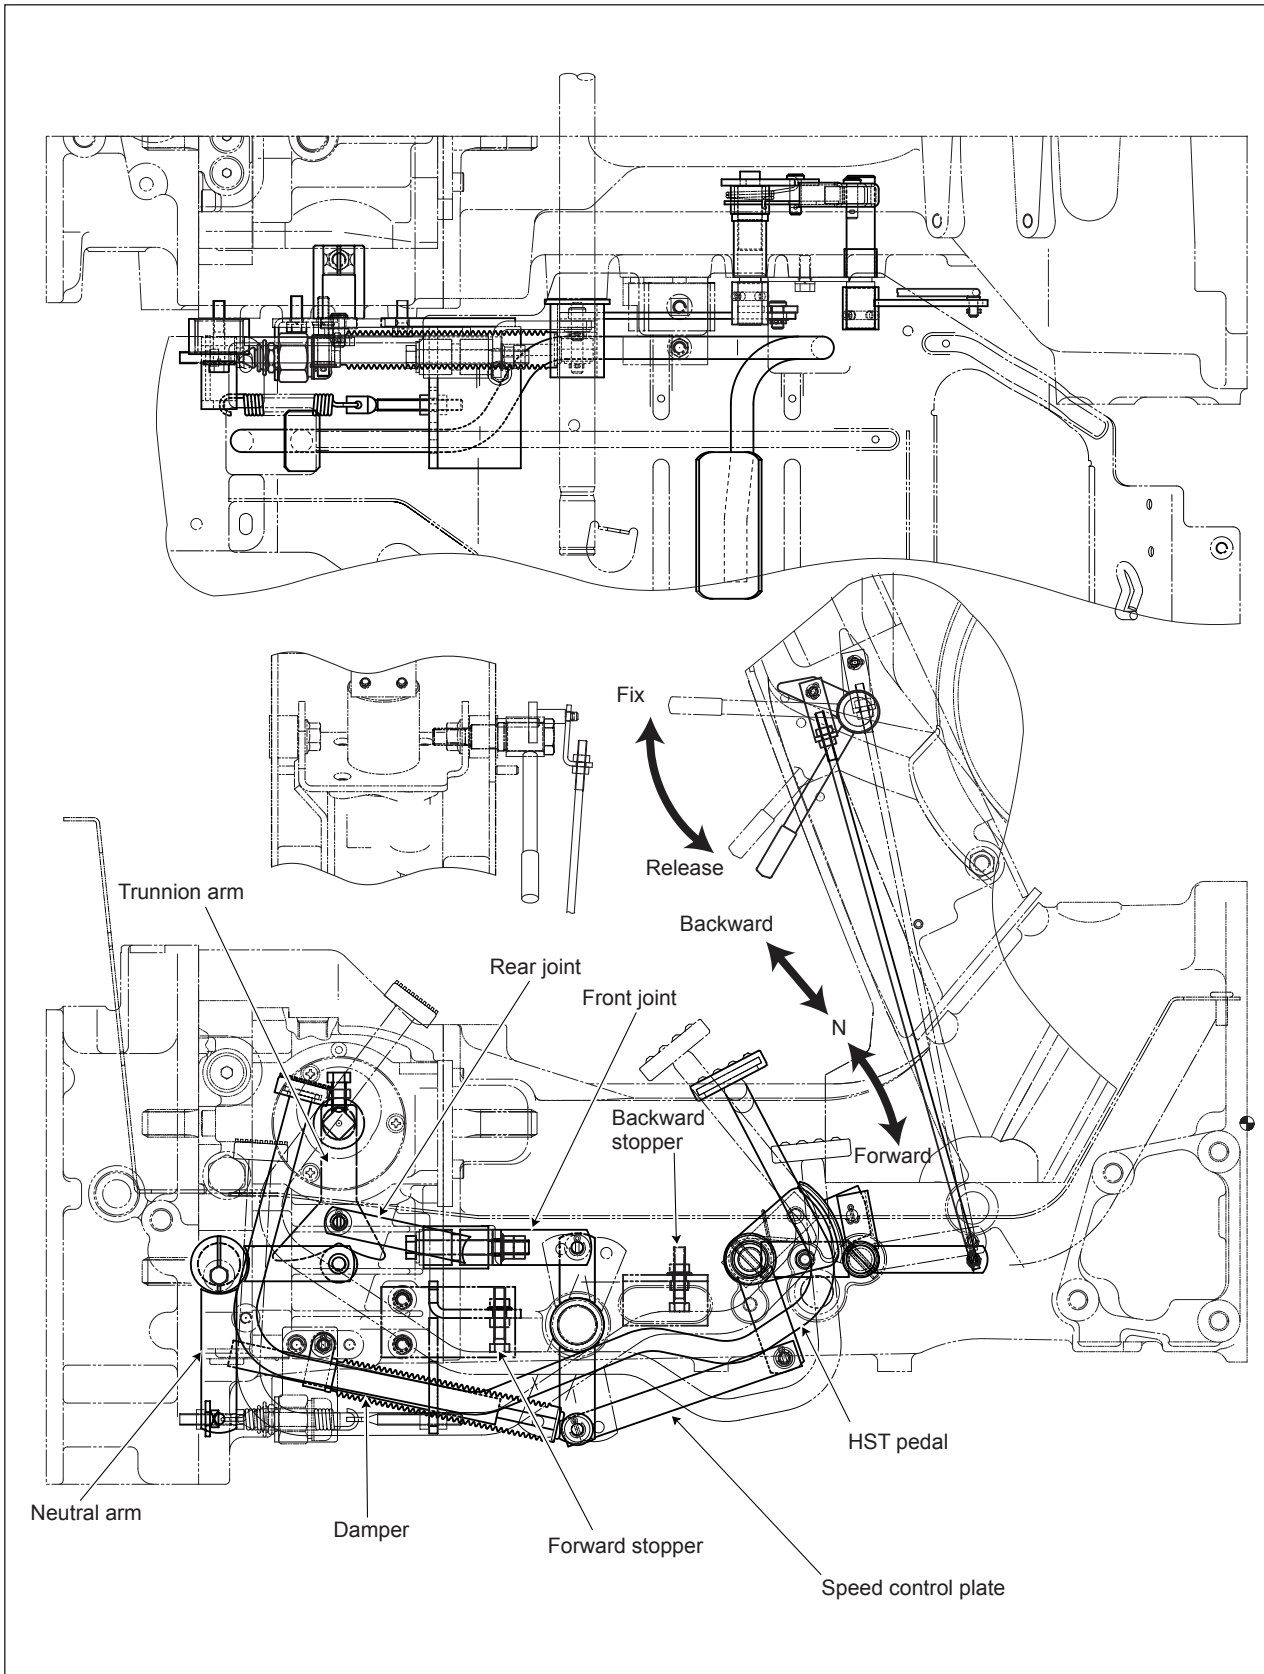 Fix
Release
Trunnion arm
Backward
Rear joint
Front joint
N
Backward
stopper
Forward
HST pedal
Neutral arm
Damper
Forward stopper
Speed control plate